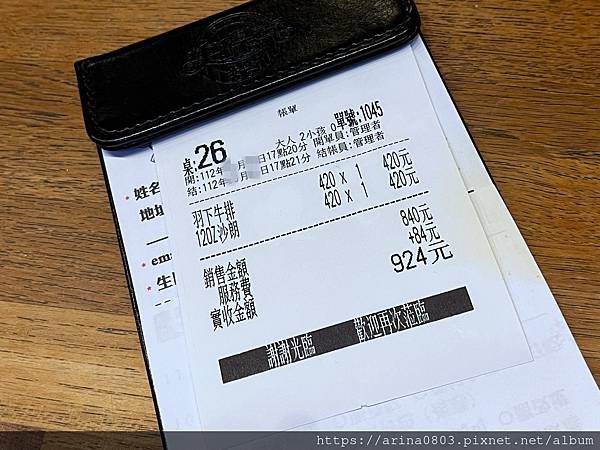 帳單
桌:26 大人 2小孩 0單號:1045
開:112年 月 日17點20分 開單員:管理者
結:112年 月 日17點21分 結帳員:管理者
羽下牛排 420 x 1 420元
12OZ沙朗 420 x 1 420元
銷售金額 840元
服務費 +84元
實收金額 924元
謝謝光臨 歡迎再次蒞臨
* 姓名
地址
* ema
* 生
https://arina0803.pixnet.net/album